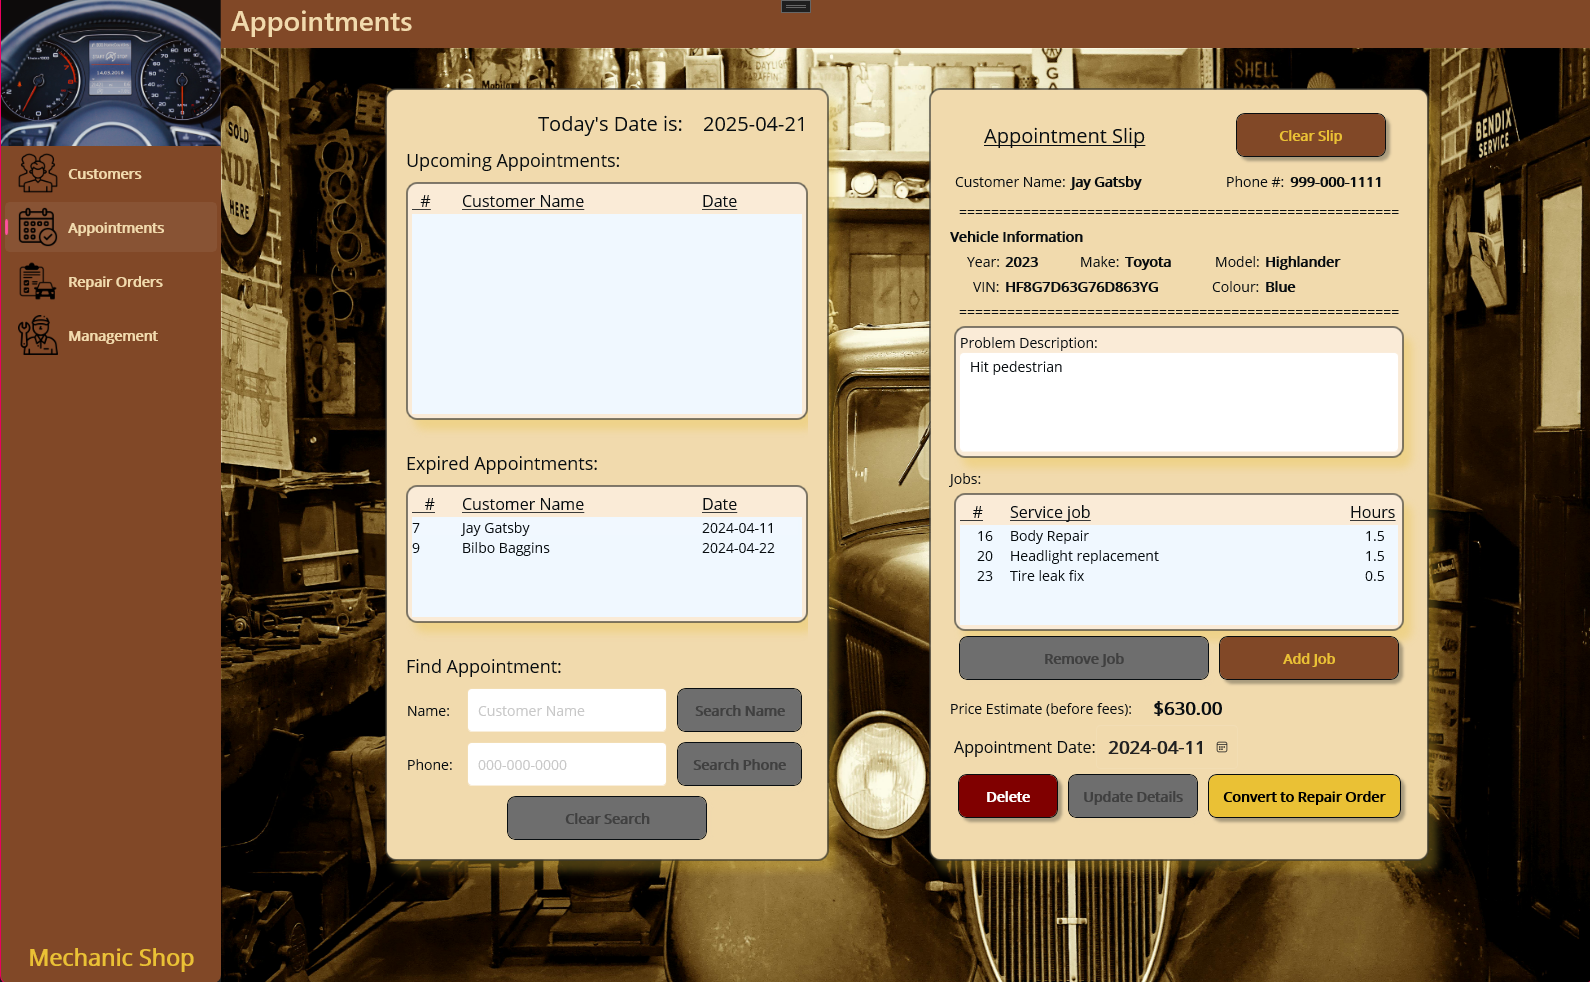 Appointments
Customers
Appointments
Repair Orders
Management
Mechanic Shop
Today's Date is: 2025-04-21
Upcoming Appointments:
# Customer Name Date
Expired Appointments:
# Customer Name Date
7 Jay Gatsby 2024-04-11
9 Bilbo Baggins 2024-04-22
Find Appointment:
Name: Customer Name Search Name
Phone: 000-000-0000 Search Phone
Clear Search
Appointment Slip Clear Slip
Customer Name: Jay Gatsby Phone #: 999-000-1111
=======================================================
Vehicle Information
Year: 2023 Make: Toyota Model: Highlander
VIN: HF8G7D63G76D863YG Colour: Blue
=======================================================
Problem Description:
Hit pedestrian
Jobs:
# Service job Hours
16 Body Repair 1.5
20 Headlight replacement 1.5
23 Tire leak fix 0.5
Remove Job Add Job
Price Estimate (before fees): $630.00
Appointment Date: 2024-04-11
Delete Update Details Convert to Repair Order
SOLD
HERE
SHELL
BENDIX
SERVICE